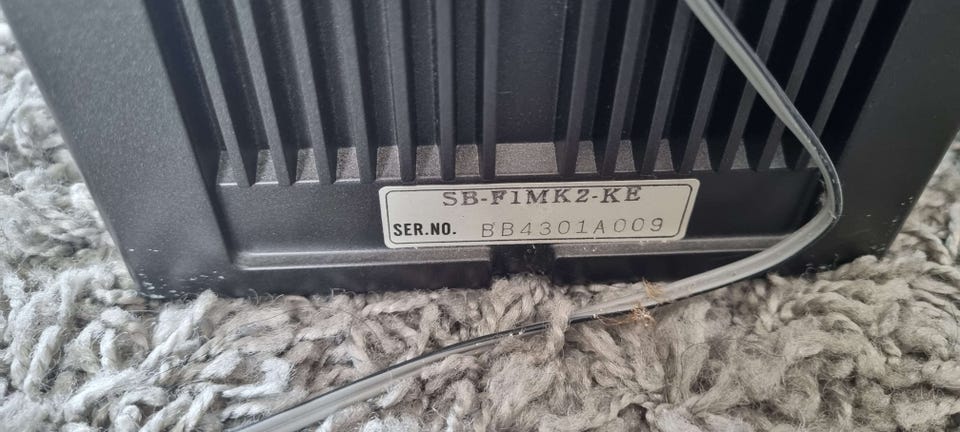 SB-F1MK2-KE
SER.NO. BB4301A009